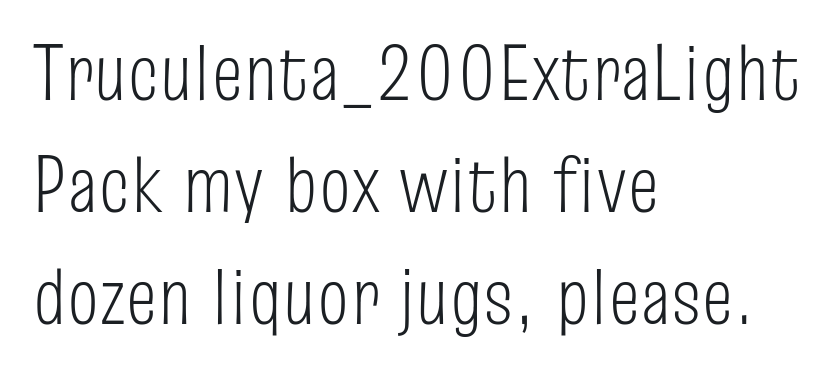 Truculenta_200ExtraLight
Pack my box with five
dozen liquor jugs, please.